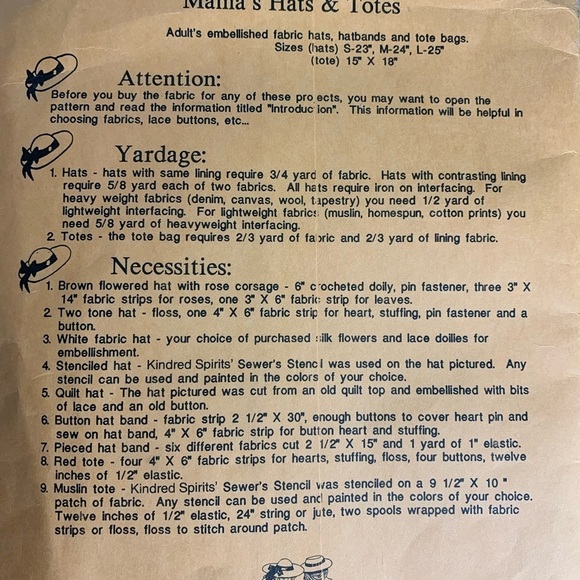 Mama's Hats & Totes
Adult's embellished fabric hats, hatbands and tote bags.
Sizes (hats) S-23", M-24", L-25"
(tote) 15" X 18"
Attention:
Before you buy the fabric for any of these projects, you may want to open the
pattern and read the information titled "Introduction". This information will be helpful in
choosing fabrics, lace buttons, etc...
Yardage:
1. Hats - hats with same lining require 3/4 yard of fabric. Hats with contrasting lining
require 5/8 yard each of two fabrics. All hats require iron on interfacing. For
heavy weight fabrics (denim, canvas, wool, tapestry) you need 1/2 yard of
lightweight interfacing. For lightweight fabrics (muslin, homespun, cotton prints) you
need 5/8 yard of heavyweight interfacing.
2. Totes - the tote bag requires 2/3 yard of fabric and 2/3 yard of lining fabric.
Necessities:
1. Brown flowered hat with rose corsage - 6" crocheted doily, pin fastener, three 3" X
14" fabric strips for roses, one 3" X 6" fabric strip for leaves.
2. Two tone hat - floss, one 4" X 6" fabric strip for heart, stuffing, pin fastener and a
button.
3. White fabric hat - your choice of purchased silk flowers and lace doilies for
embellishment.
4. Stenciled hat - Kindred Spirits' Sewer's Stencil was used on the hat pictured. Any
stencil can be used and painted in the colors of your choice.
5. Quilt hat - The hat pictured was cut from an old quilt top and embellished with bits
of lace and an old button.
6. Button hat band - fabric strip 2 1/2" X 30", enough buttons to cover heart pin and
sew on hat band, 4" X 6" fabric strip for button heart and stuffing.
7. Pieced hat band - six different fabrics cut 2 1/2" X 15" and 1 yard of 1" elastic.
8. Red tote - four 4" X 6" fabric strips for hearts, stuffing, floss, four buttons, twelve
inches of 1/2" elastic.
9. Muslin tote - Kindred Spirits' Sewer's Stencil was stenciled on a 9 1/2" X 10 "
patch of fabric. Any stencil can be used and painted in the colors of your choice.
Twelve inches of 1/2" elastic, 24" string or jute, two spools wrapped with fabric
strips or floss, floss to stitch around patch.